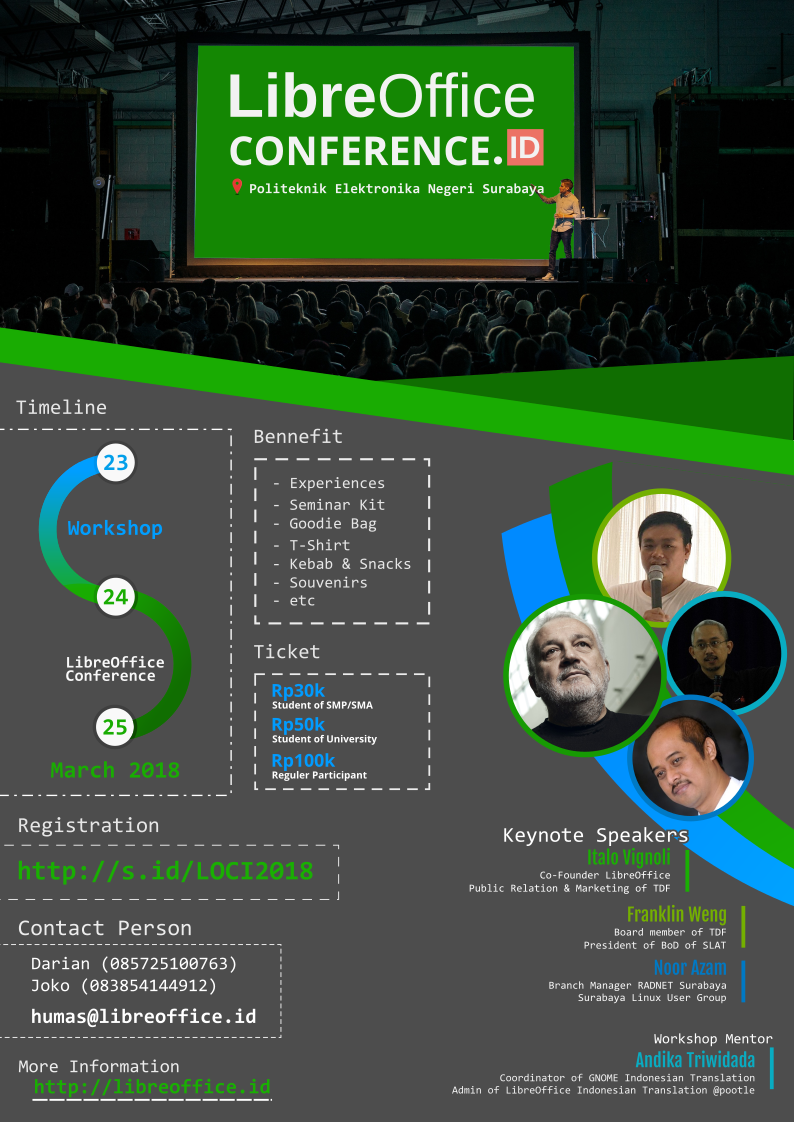 LibreOffice
CONFERENCE.ID
Politeknik Elektronika Negeri Surabaya
Timeline
23
Workshop
24
LibreOffice
Conference
25
March 2018
Bennefit
- Experiences
- Seminar Kit
- Goodie Bag
- T-Shirt
- Kebab & Snacks
- Souvenirs
- etc
Ticket
Rp30k
Student of SMP/SMA
Rp50k
Student of University
Rp100k
Reguler Participant
Registration
http://s.id/LOCI2018
Contact Person
Darian (085725100763)
Joko (083854144912)
humas@libreoffice.id
More Information
http://libreoffice.id
Keynote Speakers
Italo Vignoli
Co-Founder LibreOffice
Public Relation & Marketing of TDF
Franklin Weng
Board member of TDF
President of BoD of SLAT
Noor Azam
Branch Manager RADNET Surabaya
Surabaya Linux User Group
Workshop Mentor
Andika Triwidada
Coordinator of GNOME Indonesian Translation
Admin of LibreOffice Indonesian Translation @pootle